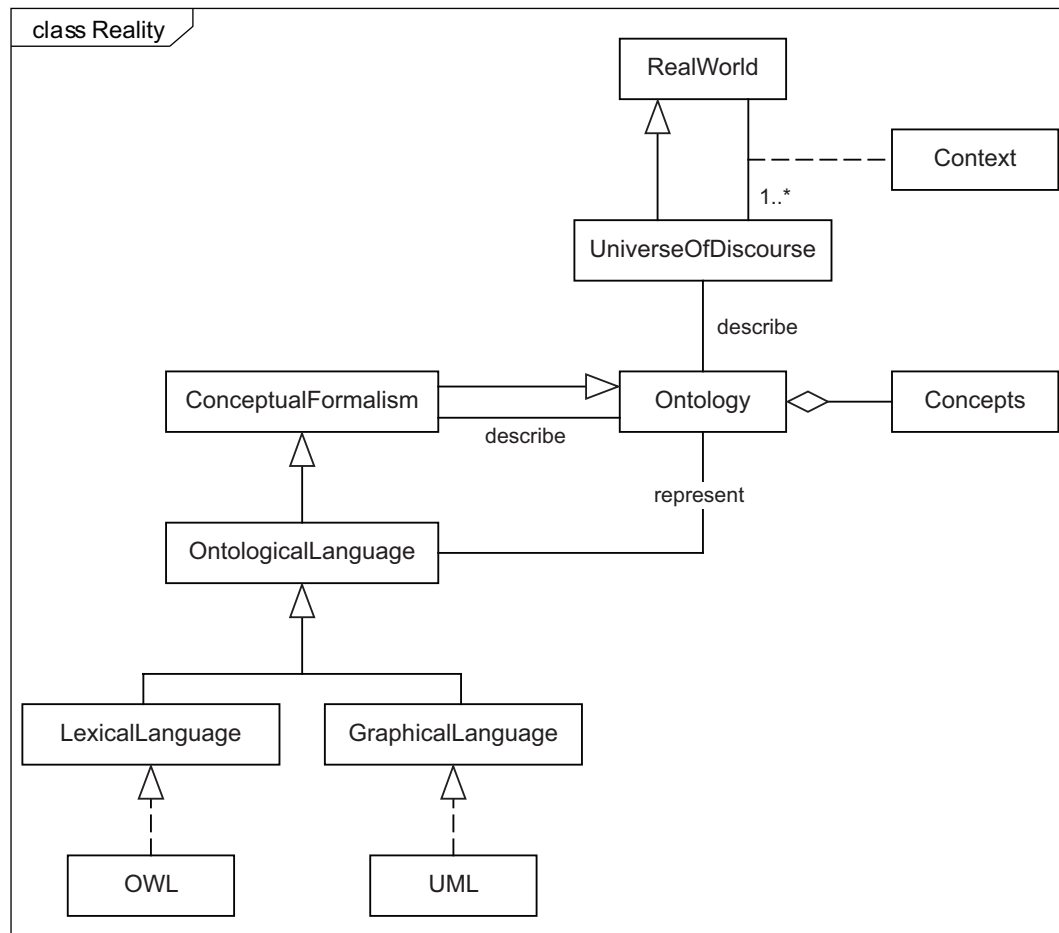 class Reality
RealWorld
Context
1..*
UniverseOfDiscourse
describe
ConceptualFormalism
Ontology
Concepts
describe
represent
OntologicalLanguage
LexicalLanguage
GraphicalLanguage
OWL
UML